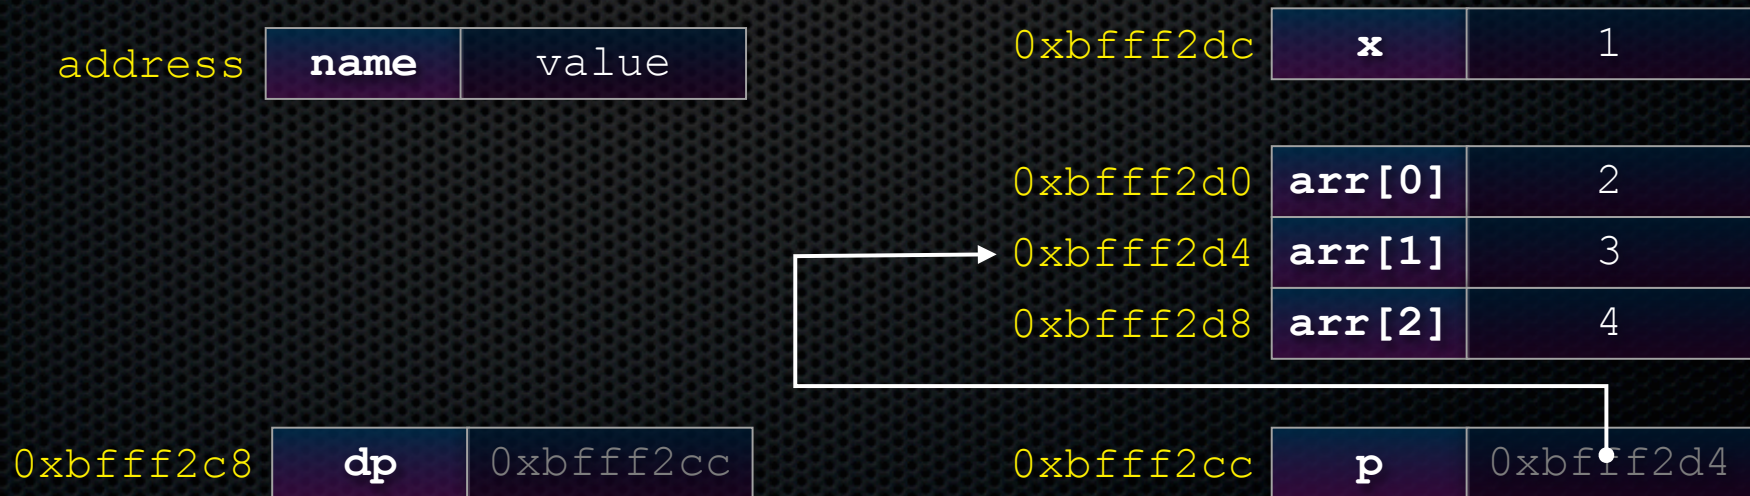 address name value
0xbfff2dc x 1
0xbfff2d0 arr[0] 2
0xbfff2d4 arr[1] 3
0xbfff2d8 arr[2] 4
0xbfff2c8 dp 0xbfff2cc
0xbfff2cc p 0xbfff2d4